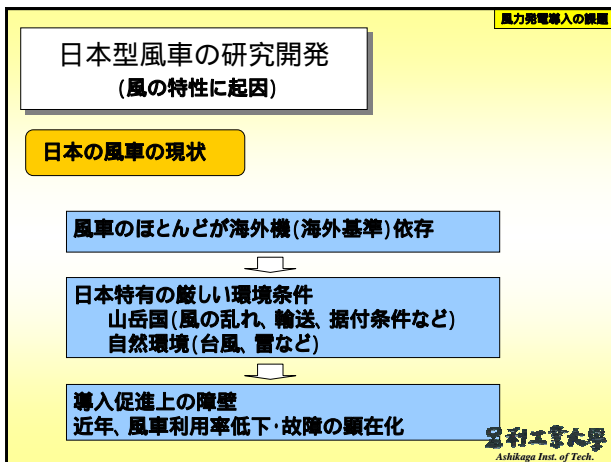 風力発電導入の課題
日本型風車の研究開発
(風の特性に起因)
日本の風車の現状
風車のほとんどが海外機(海外基準)依存
日本特有の厳しい環境条件
山岳国(風の乱れ、輸送、据付条件など)
自然環境(台風、雷など)
導入促進上の障壁
近年、風車利用率低下・故障の顕在化
足利工業大學
Ashikaga Inst. of Tech.